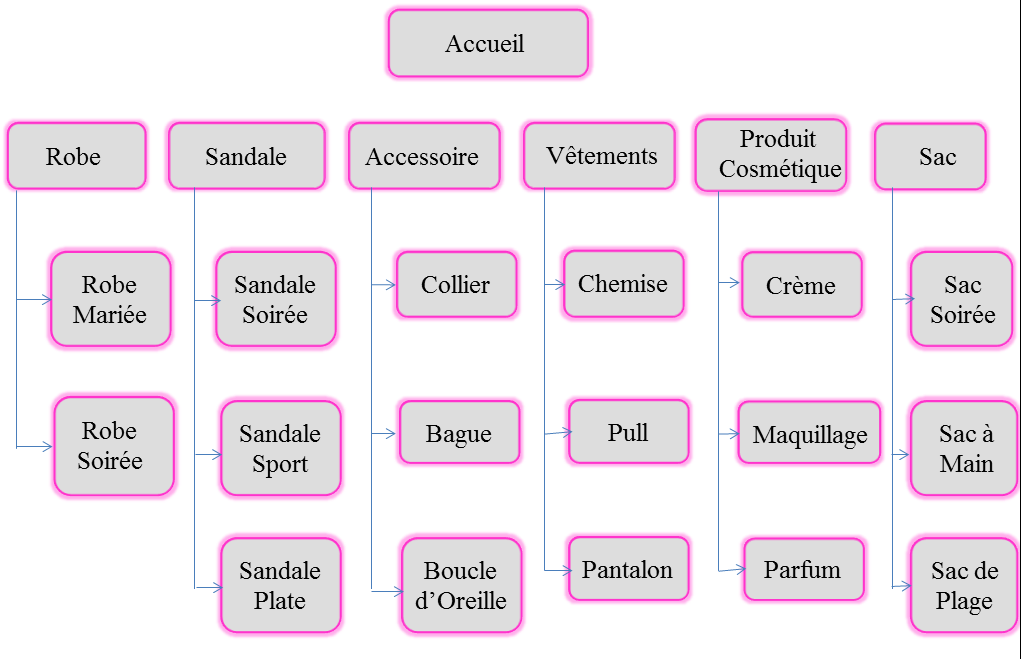 Accueil
Robe
Sandale
Accessoire
Vêtements
Produit
Cosmétique
Sac
Robe
Mariée
Sandale
Soirée
Collier
Chemise
Crème
Sac
Soirée
Robe
Soirée
Sandale
Sport
Bague
Pull
Maquillage
Sac à
Main
Sandale
Plate
Boucle
d’Oreille
Pantalon
Parfum
Sac de
Plage